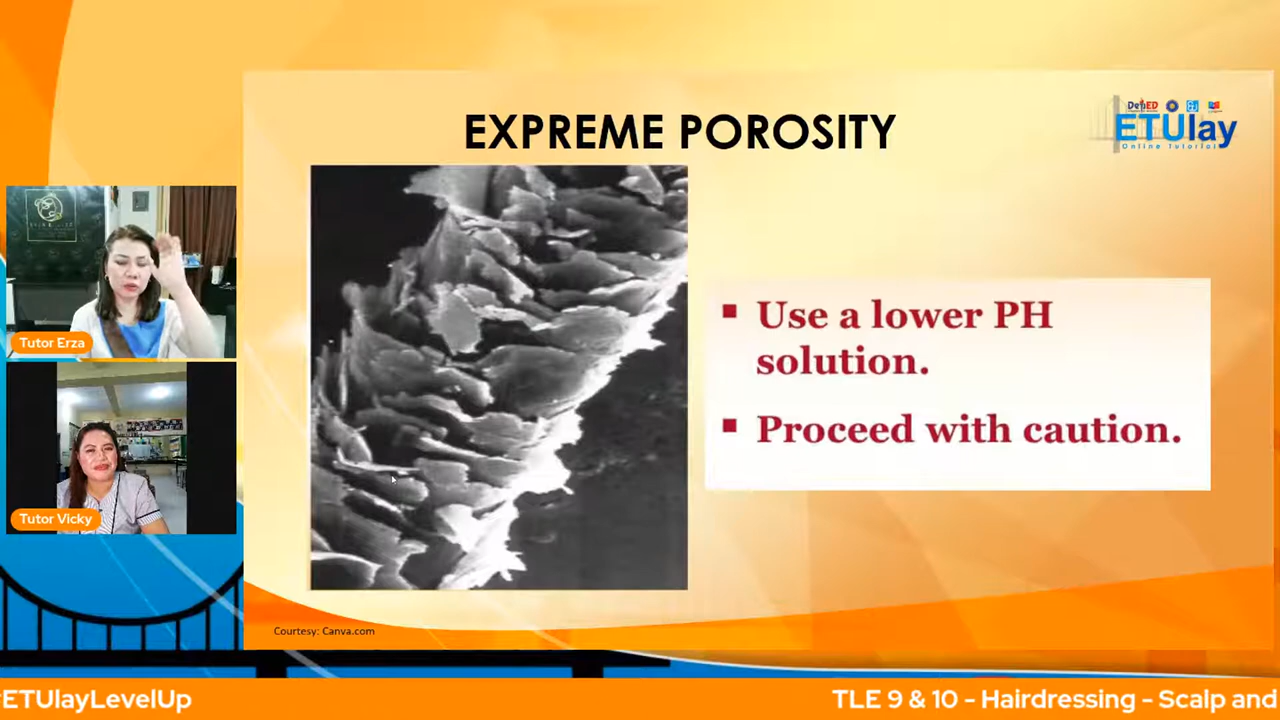 EXPREME POROSITY
DepED
ETUlay
Online Tutorial
Tutor Erza
Tutor Vicky
▪ Use a lower PH
solution.
▪ Proceed with caution.
Courtesy: Canva.com
ETUlayLevelUp
TLE 9 & 10 - Hairdressing - Scalp and